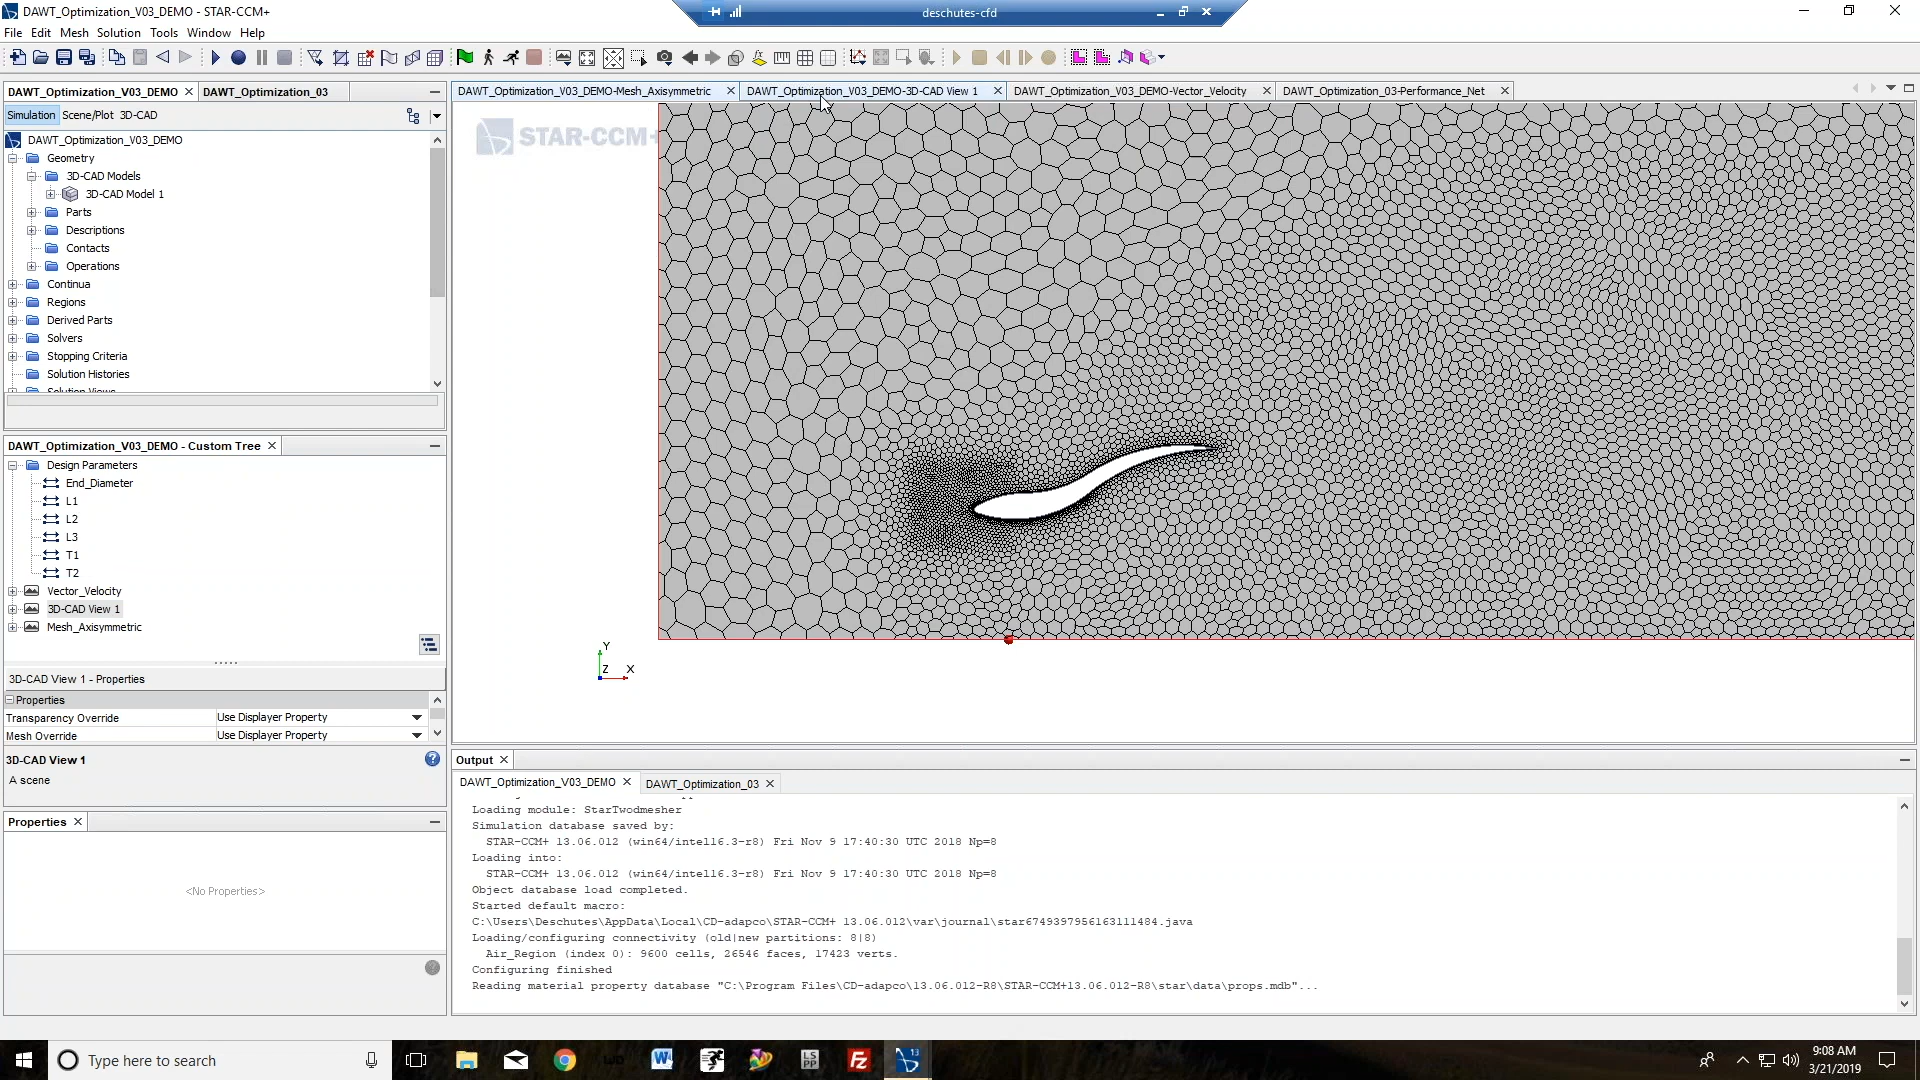 DAWT_Optimization_V03_DEMO - STAR-CCM+
deschutes-cfd
File Edit Mesh Solution Tools Window Help
DAWT_Optimization_V03_DEMO
DAWT_Optimization_03
DAWT_Optimization_V03_DEMO-Mesh_Axisymmetric
DAWT_Optimization_V03_DEMO-3D-CAD View 1
DAWT_Optimization_V03_DEMO-Vector_Velocity
DAWT_Optimization_03-Performance_Net
Simulation Scene/Plot 3D-CAD
STAR-CCM+
DAWT_Optimization_V03_DEMO
Geometry
3D-CAD Models
3D-CAD Model 1
Parts
Descriptions
Contacts
Operations
Continua
Regions
Derived Parts
Solvers
Stopping Criteria
Solution Histories
Solution Views
DAWT_Optimization_V03_DEMO - Custom Tree
Design Parameters
End_Diameter
L1
L2
L3
T1
T2
Vector_Velocity
3D-CAD View 1
Mesh_Axisymmetric
Y
Z X
3D-CAD View 1 - Properties
Properties
Transparency Override Use Displayer Property
Mesh Override Use Displayer Property
3D-CAD View 1
A scene
Properties
<No Properties>
Output
DAWT_Optimization_V03_DEMO
DAWT_Optimization_03
Loading module: StarTwodmesher
Simulation database saved by:
STAR-CCM+ 13.06.012 (win64/intel16.3-r8) Fri Nov 9 17:40:30 UTC 2018 Np=8
Loading into:
STAR-CCM+ 13.06.012 (win64/intel16.3-r8) Fri Nov 9 17:40:30 UTC 2018 Np=8
Object database load completed.
Started default macro:
C:\Users\Deschutes\AppData\Local\CD-adapco\STAR-CCM+ 13.06.012\var\journal\star6749397956163111484.java
Loading/configuring connectivity (old|new partitions: 8|8)
Air_Region (index 0): 9600 cells, 26546 faces, 17423 verts.
Configuring finished
Reading material property database "C:\Program Files\CD-adapco\13.06.012-R8\STAR-CCM+13.06.012-R8\star\data\props.mdb"...
Type here to search
LS
PP
Fz
13
9:08 AM
3/21/2019